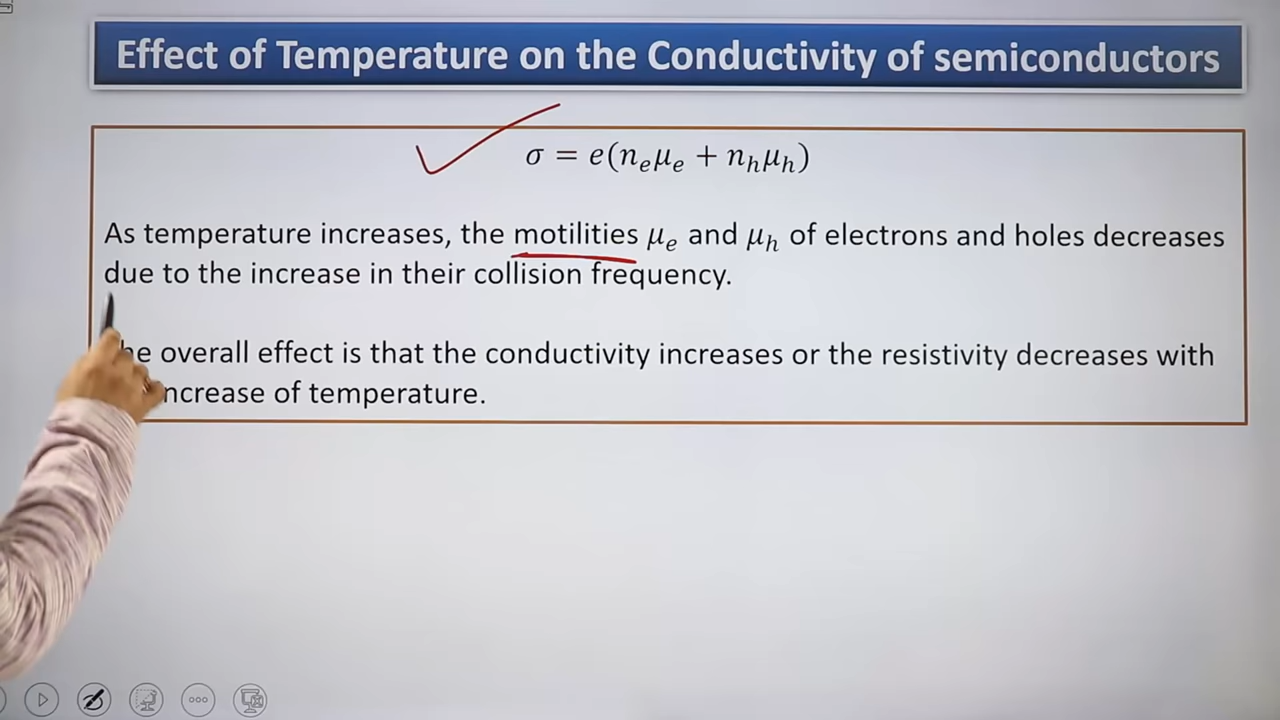 Effect of Temperature on the Conductivity of semiconductors
σ = e(nₑμₑ + nₕμₕ)
As temperature increases, the motilities μₑ and μₕ of electrons and holes decreases
due to the increase in their collision frequency.
overall effect is that the conductivity increases or the resistivity decreases with
of temperature.